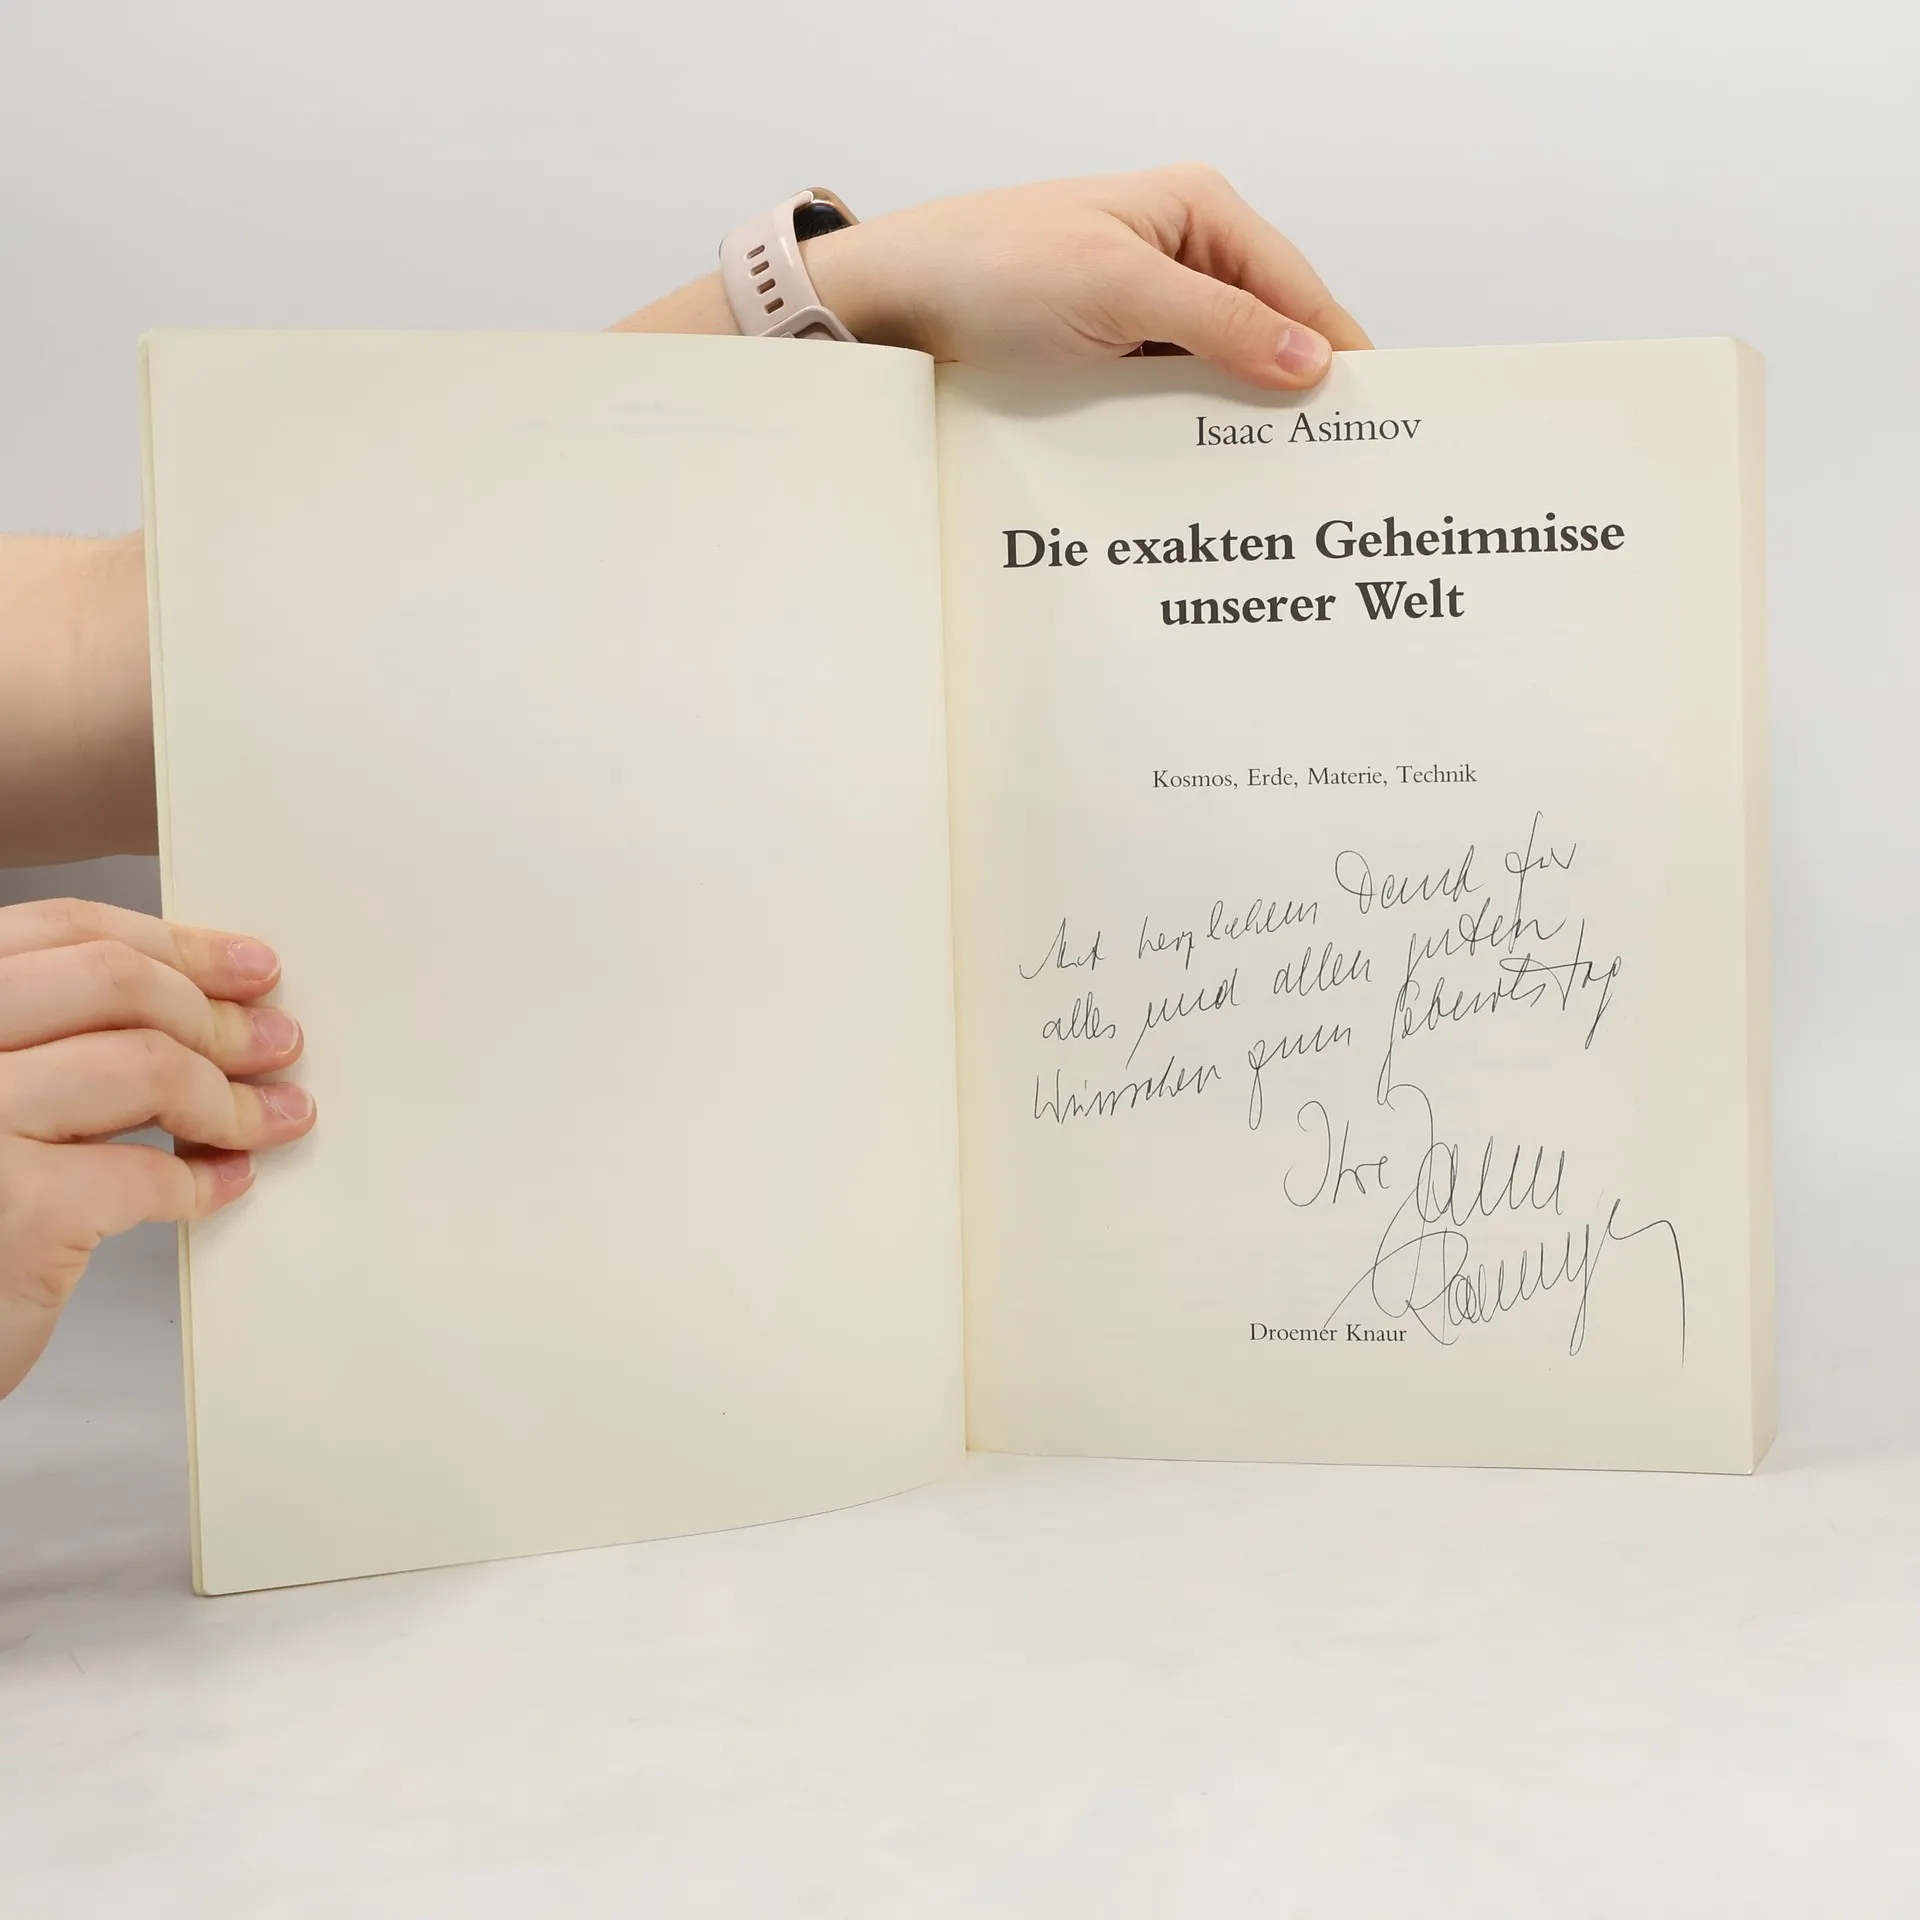 Isaac Asimov
Die exakten Geheimnisse
unserer Welt
Kosmos, Erde, Materie, Technik
Mit herzlichem Dank für
alles und allen guten
Wünschen zum Geburtstag
Ihre
Droemer Knaur